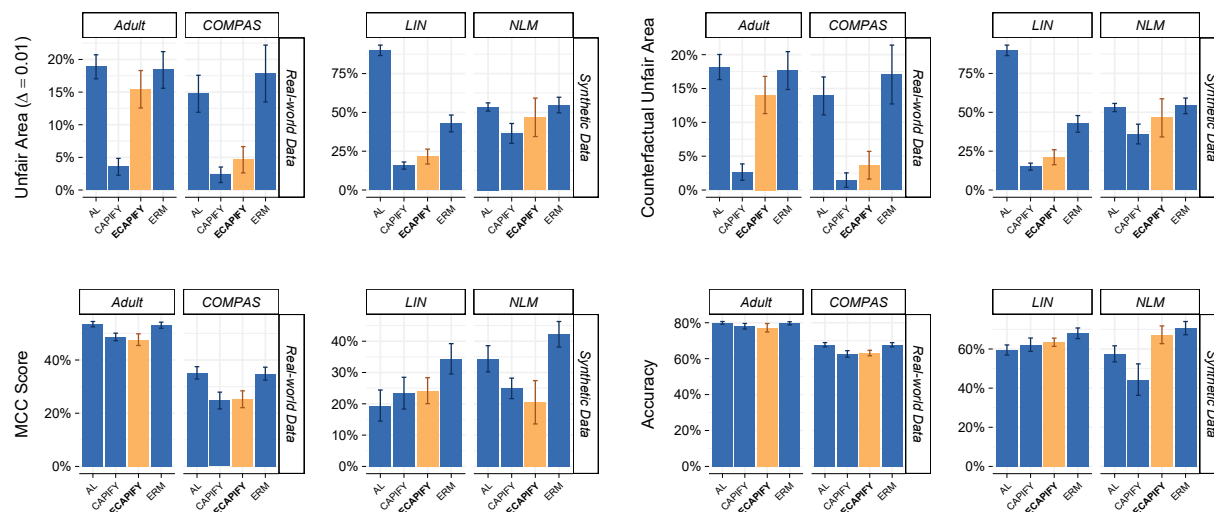 Unfair Area (Δ = 0.01)
Adult
COMPAS
20%
15%
10%
5%
0%
AL
CAPIFY
ECAPIFY
ERM
AL
CAPIFY
ECAPIFY
ERM
Real-world Data
LIN
NLM
75%
50%
25%
0%
AL
CAPIFY
ECAPIFY
ERM
AL
CAPIFY
ECAPIFY
ERM
Synthetic Data
Counterfactual Unfair Area
Adult
COMPAS
20%
15%
10%
5%
0%
AL
CAPIFY
ECAPIFY
ERM
AL
CAPIFY
ECAPIFY
ERM
Real-world Data
LIN
NLM
75%
50%
25%
0%
AL
CAPIFY
ECAPIFY
ERM
AL
CAPIFY
ECAPIFY
ERM
Synthetic Data
MCC Score
Adult
COMPAS
40%
20%
0%
AL
CAPIFY
ECAPIFY
ERM
AL
CAPIFY
ECAPIFY
ERM
Real-world Data
LIN
NLM
40%
30%
20%
10%
0%
AL
CAPIFY
ECAPIFY
ERM
AL
CAPIFY
ECAPIFY
ERM
Synthetic Data
Accuracy
Adult
COMPAS
80%
60%
40%
20%
0%
AL
CAPIFY
ECAPIFY
ERM
AL
CAPIFY
ECAPIFY
ERM
Real-world Data
LIN
NLM
60%
40%
20%
0%
AL
CAPIFY
ECAPIFY
ERM
AL
CAPIFY
ECAPIFY
ERM
Synthetic Data